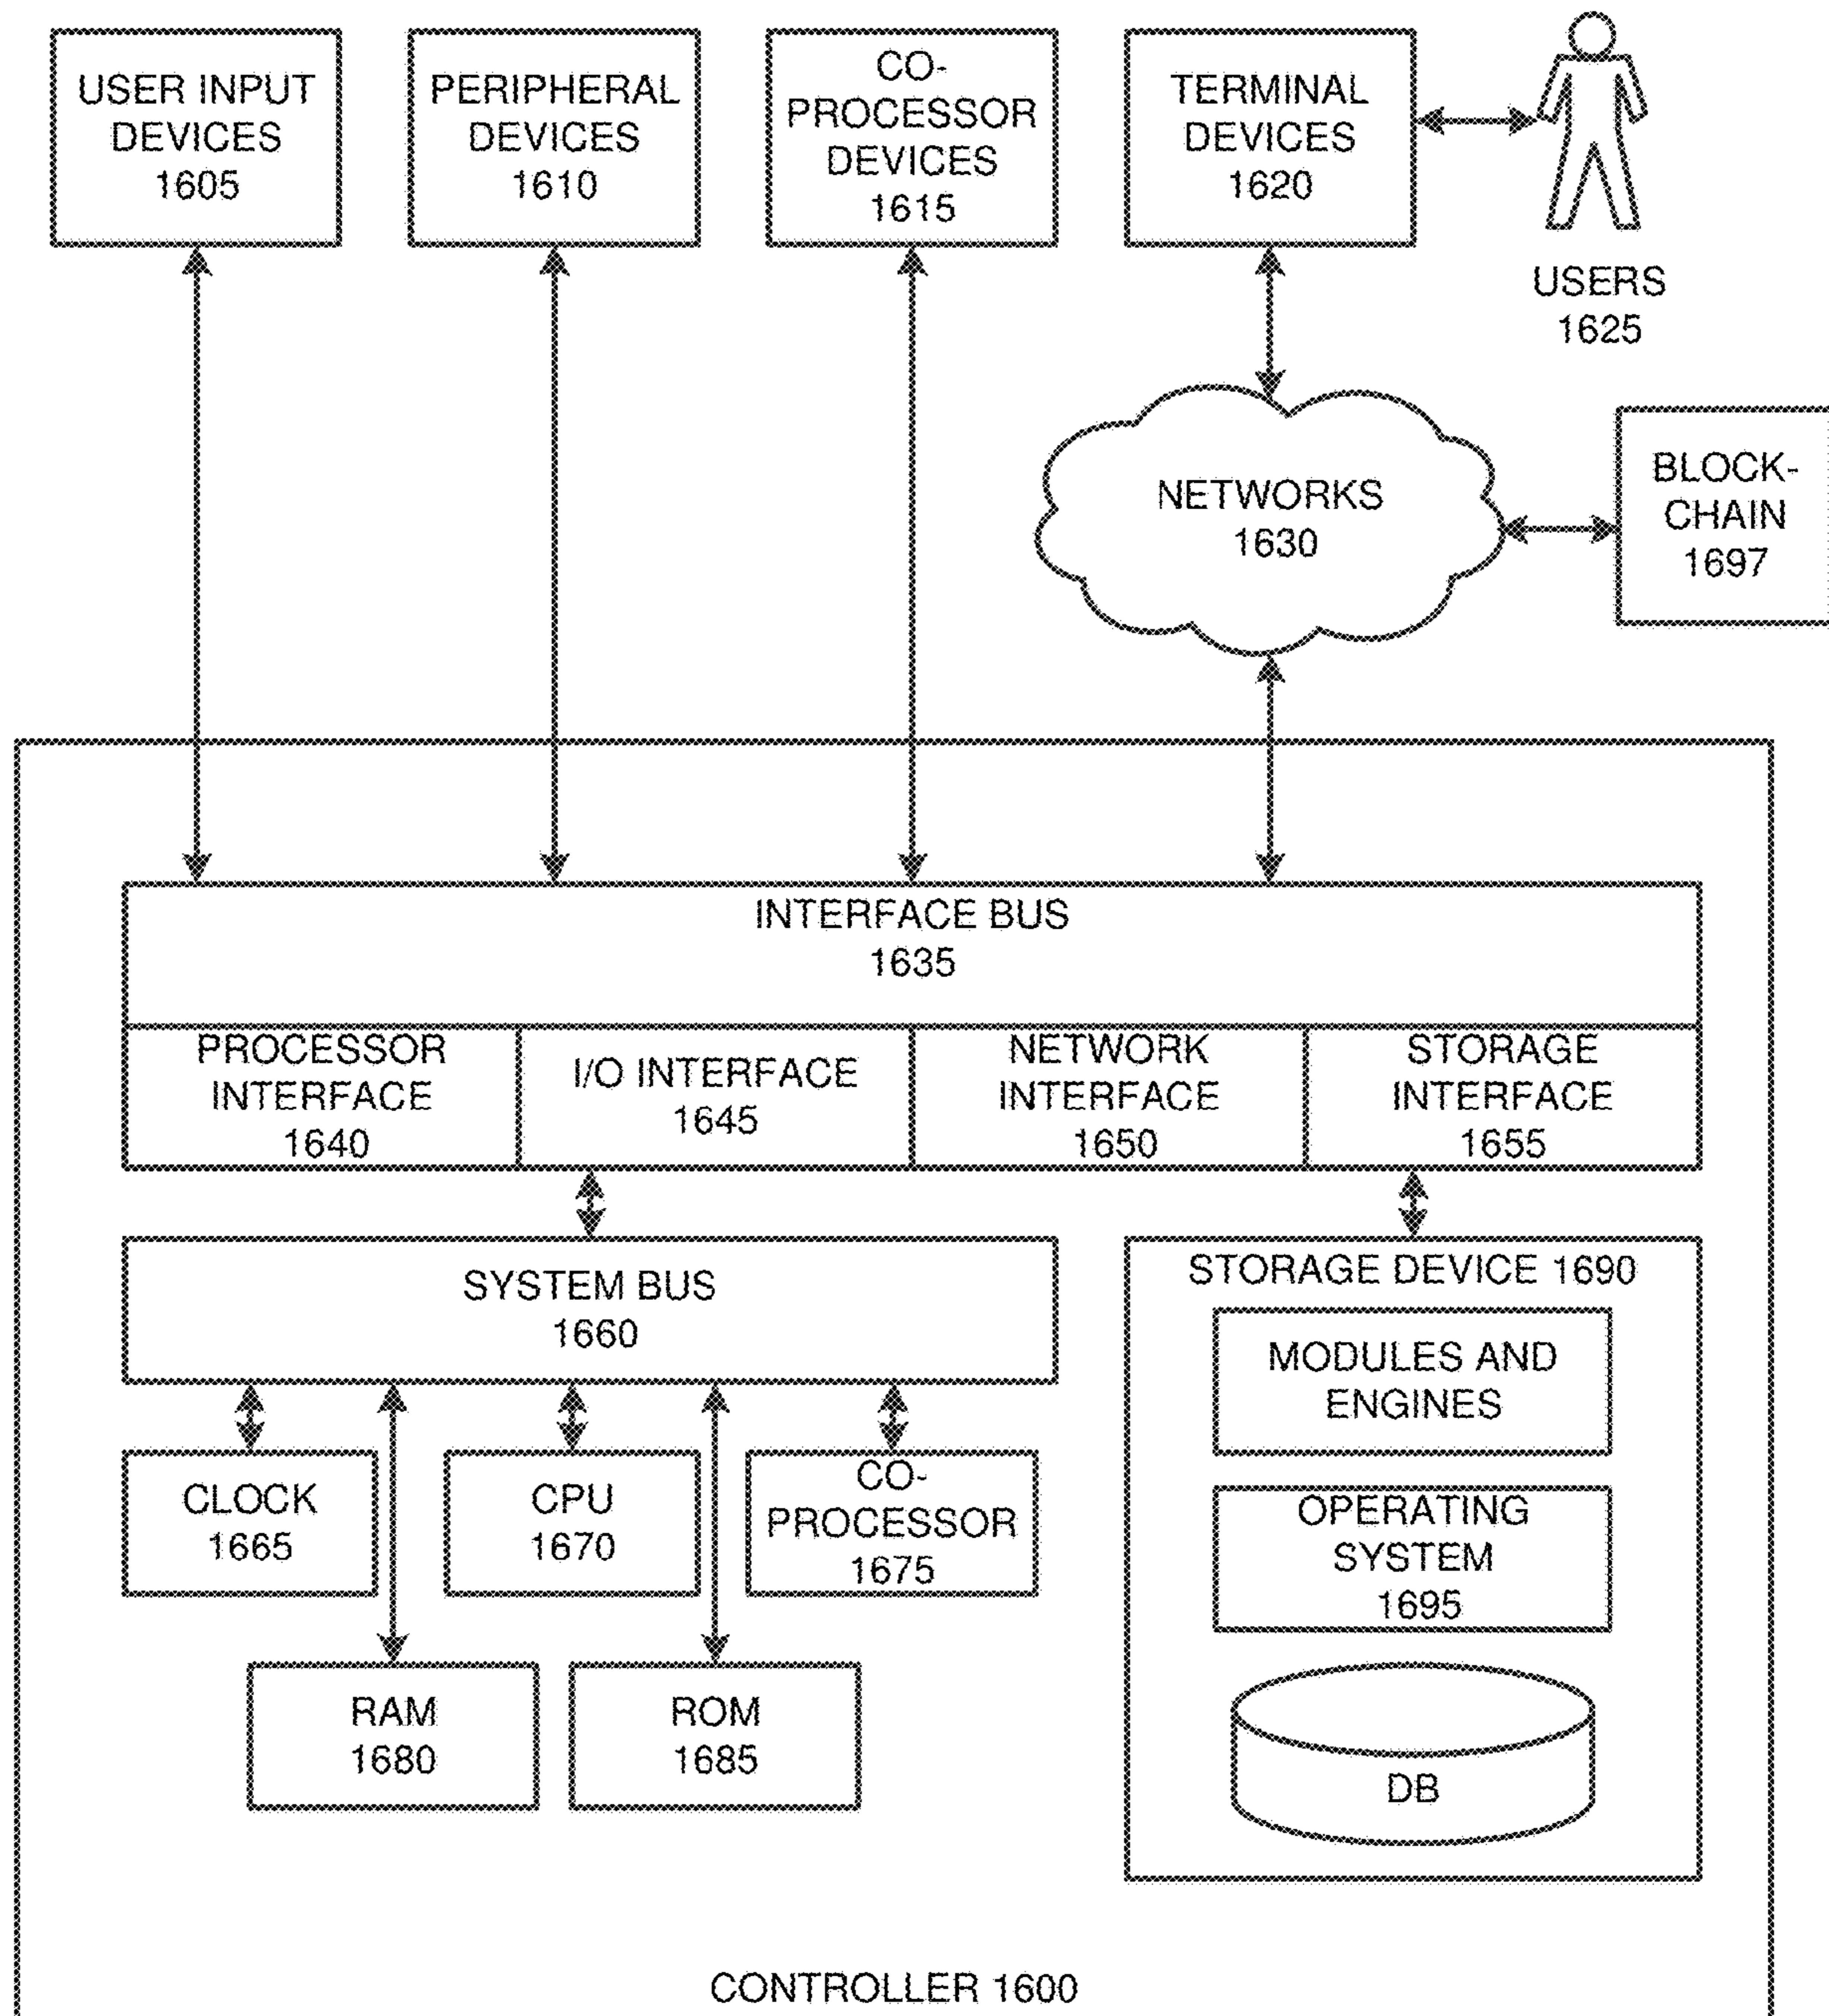 USER INPUT
DEVICES
1605
PERIPHERAL
DEVICES
1610
CO-
PROCESSOR
DEVICES
1615
TERMINAL
DEVICES
1620
USERS
1625
NETWORKS
1630
BLOCK-
CHAIN
1697
INTERFACE BUS
1635
PROCESSOR
INTERFACE
1640
I/O INTERFACE
1645
NETWORK
INTERFACE
1650
STORAGE
INTERFACE
1655
SYSTEM BUS
1660
CLOCK
1665
CPU
1670
CO-
PROCESSOR
1675
RAM
1680
ROM
1685
STORAGE DEVICE 1690
MODULES AND
ENGINES
OPERATING
SYSTEM
1695
DB
CONTROLLER 1600